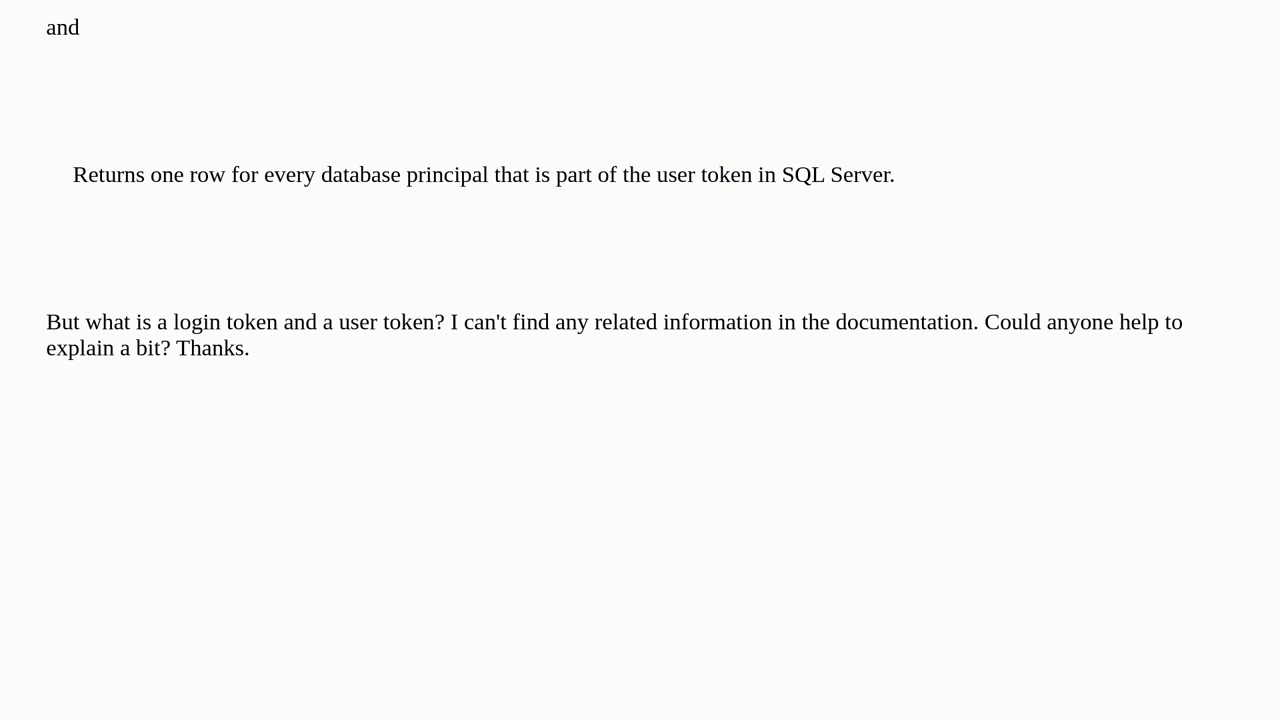 and
Returns one row for every database principal that is part of the user token in SQL Server.
But what is a login token and a user token? I can't find any related information in the documentation. Could anyone help to
explain a bit? Thanks.